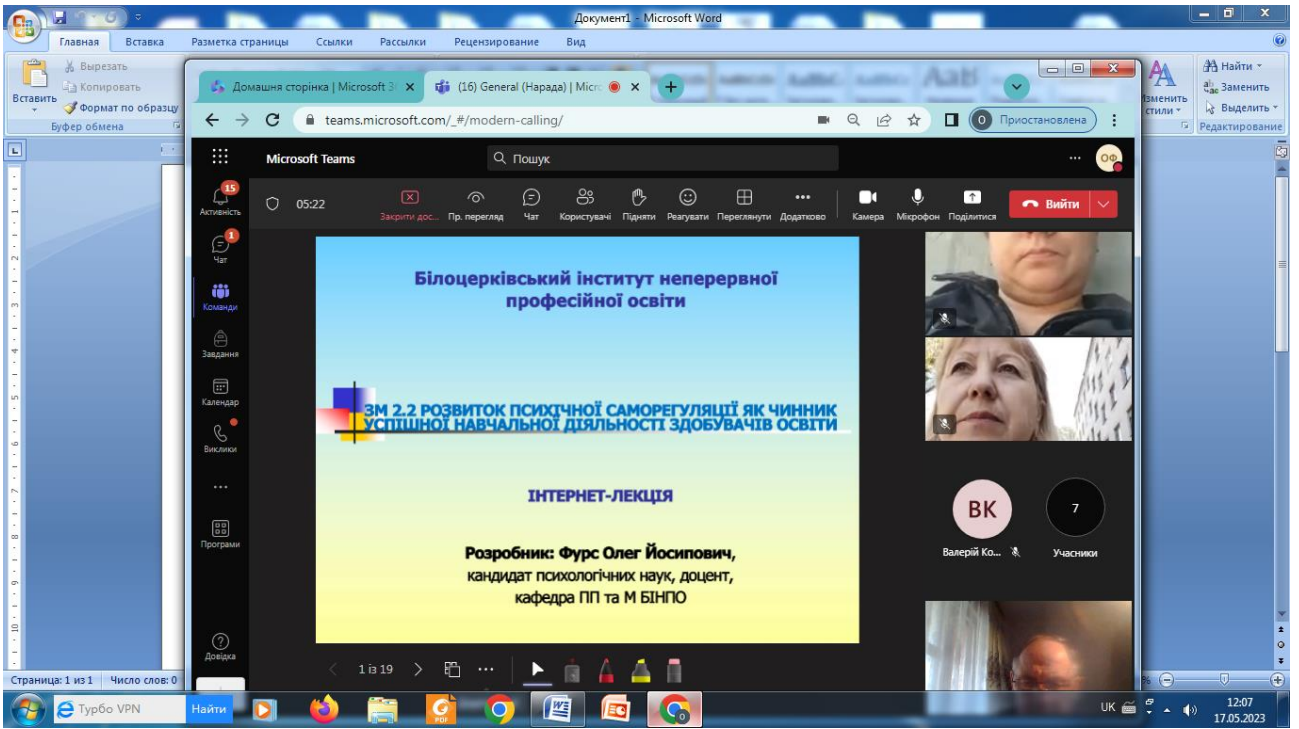 Документ1 - Microsoft Word
Главная Вставка Разметка страницы Ссылки Рассылки Рецензирование Вид
Вырезать
Копировать
Вставить
Формат по образцу
Буфер обмена
Найти
Заменить
Изменить стили
Выделить
Редактирование
Домашня сторінка | Microsoft 3
(16) General (Нарада) | Micro
teams.microsoft.com/_#/modern-calling/
Приостановлена
Microsoft Teams
Пошук
ОФ
05:22
Закрити дос... Пр. перегляд Чат Користувачі Підняти Реагувати Переглянути Додатково Камера Мікрофон Поділитися Вийти
15
Активність
1
Чат
Команди
Завдання
Календар
Виклики
Програми
Довідка
Білоцерківський інститут неперервної
професійної освіти
ЗМ 2.2 РОЗВИТОК ПСИХІЧНОЇ САМОРЕГУЛЯЦІЇ ЯК ЧИННИК
УСПІШНОЇ НАВЧАЛЬНОЇ ДІЯЛЬНОСТІ ЗДОБУВАЧІВ ОСВІТИ
ІНТЕРНЕТ-ЛЕКЦІЯ
Розробник: Фурс Олег Йосипович,
кандидат психологічних наук, доцент,
кафедра ПП та М БІНПО
ВК
7
Валерій Ко...
Учасники
1 із 19
Страница: 1 из 1 Число слов: 0
Турбо VPN
Найти
UK
12:07
17.05.2023